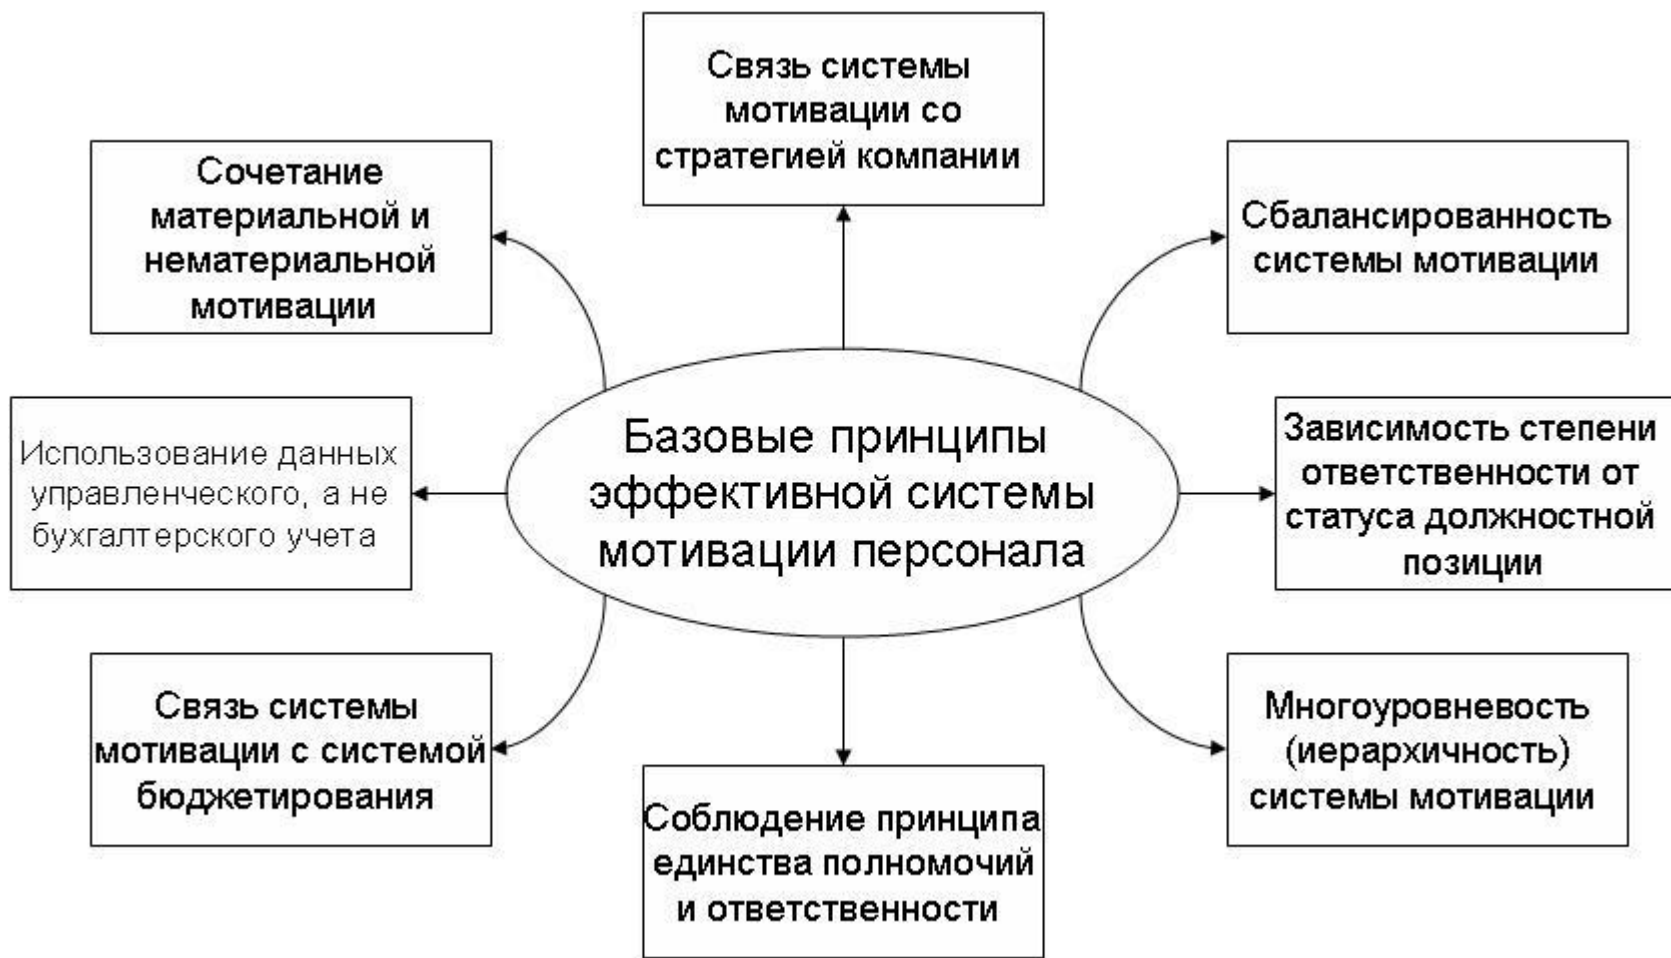 Связь системы
мотивации со
стратегией компании
Сочетание
материальной и
нематериальной
мотивации
Сбалансированность
системы мотивации
Использование данных
управленческого, а не
бухгалтерского учета
Базовые принципы
эффективной системы
мотивации персонала
Зависимость степени
ответственности от
статуса должностной
позиции
Связь системы
мотивации с системой
бюджетирования
Соблюдение принципа
единства полномочий
и ответственности
Многоуровневость
(иерархичность)
системы мотивации